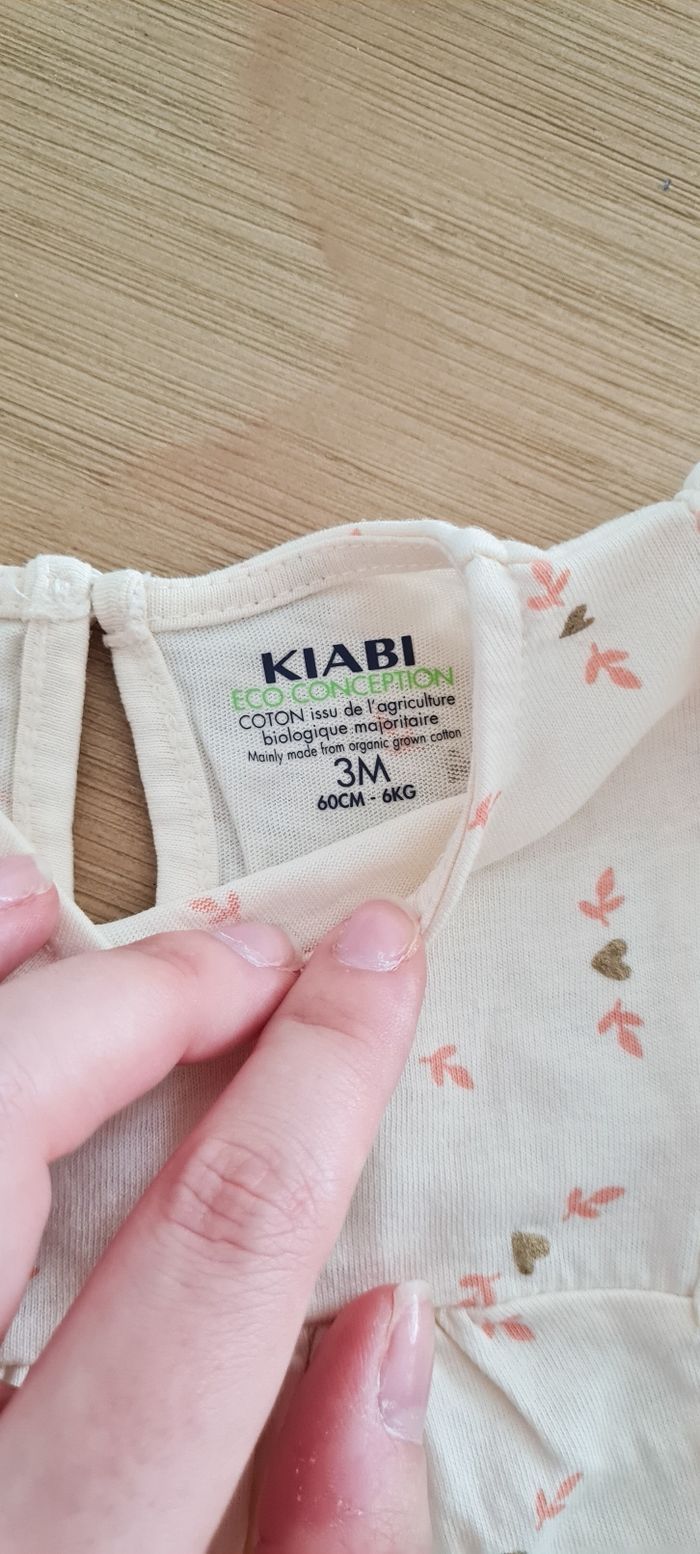 KIABI
ECO CONCEPTION
COTON issu de l'agriculture
biologique majoritaire
Mainly made from organic grown cotton
3M
60CM - 6KG